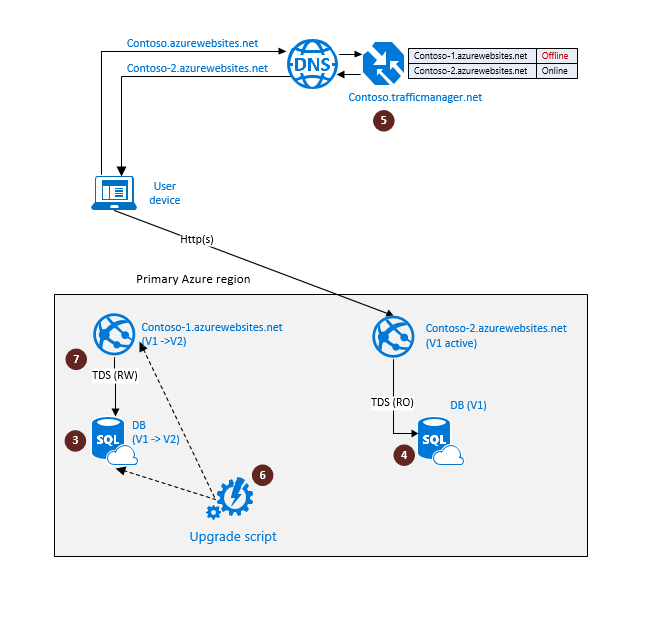 Contoso.azurewebsites.net
Contoso-2.azurewebsites.net
DNS
Contoso-1.azurewebsites.net Offline
Contoso-2.azurewebsites.net Online
Contoso.trafficmanager.net
5
User
device
Http(s)
Primary Azure region
Contoso-1.azurewebsites.net
(V1 ->V2)
7
TDS (RW)
DB
(V1 -> V2)
3
SQL
6
Upgrade script
Contoso-2.azurewebsites.net
(V1 active)
TDS (RO)
DB (V1)
SQL
4